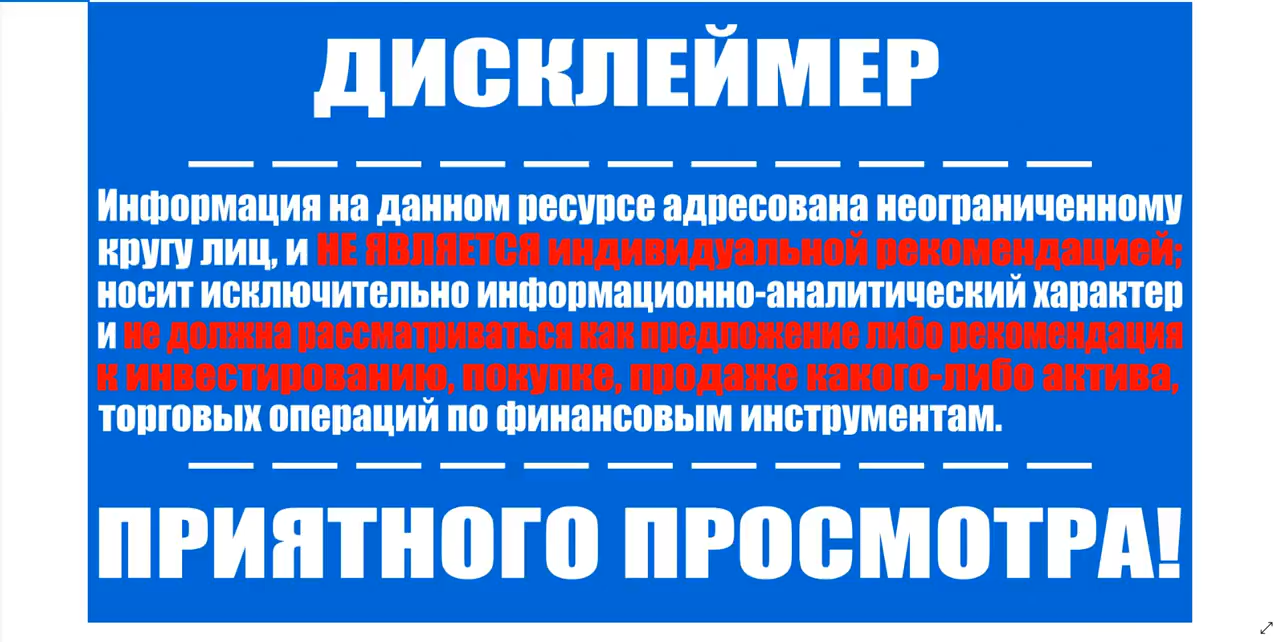 ДИСКЛЕЙМЕР
Информация на данном ресурсе адресована неограниченному
кругу лиц, и НЕ ЯВЛЯЕТСЯ индивидуальной рекомендацией;
носит исключительно информационно-аналитический характер
и не должна рассматриваться как предложение либо рекомендация
к инвестированию, покупке, продаже какого-либо актива,
торговых операций по финансовым инструментам.
ПРИЯТНОГО ПРОСМОТРА!